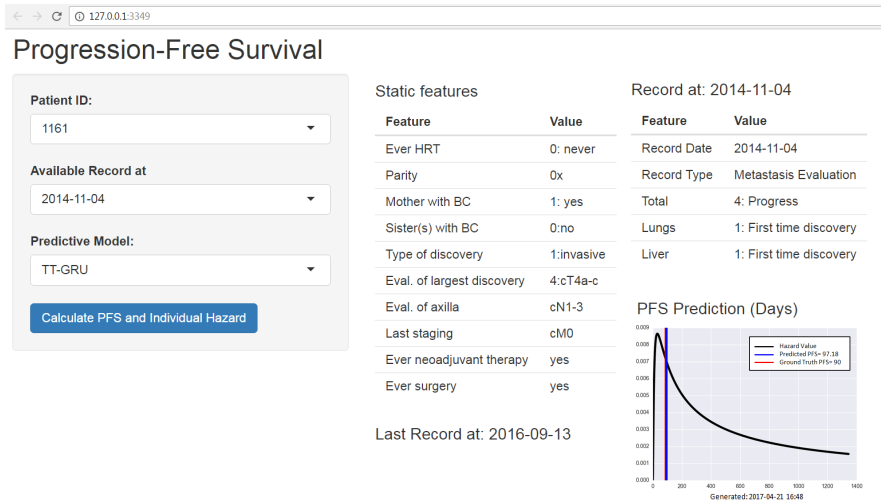 127.0.0.1:3349
Progression-Free Survival
Patient ID:
1161
Available Record at
2014-11-04
Predictive Model:
TT-GRU
Calculate PFS and Individual Hazard
Static features
Feature Value
Ever HRT 0: never
Parity 0x
Mother with BC 1: yes
Sister(s) with BC 0:no
Type of discovery 1:invasive
Eval. of largest discovery 4:cT4a-c
Eval. of axilla cN1-3
Last staging cM0
Ever neoadjuvant therapy yes
Ever surgery yes
Last Record at: 2016-09-13
Record at: 2014-11-04
Feature Value
Record Date 2014-11-04
Record Type Metastasis Evaluation
Total 4: Progress
Lungs 1: First time discovery
Liver 1: First time discovery
PFS Prediction (Days)
0.009
0.008
0.007
0.006
0.005
0.004
0.003
0.002
0.001
0.000
Hazard Value
Predicted PFS= 97.18
Ground Truth PFS= 90
0 200 400 600 800 1000 1200 1400
Generated: 2017-04-21 16:48